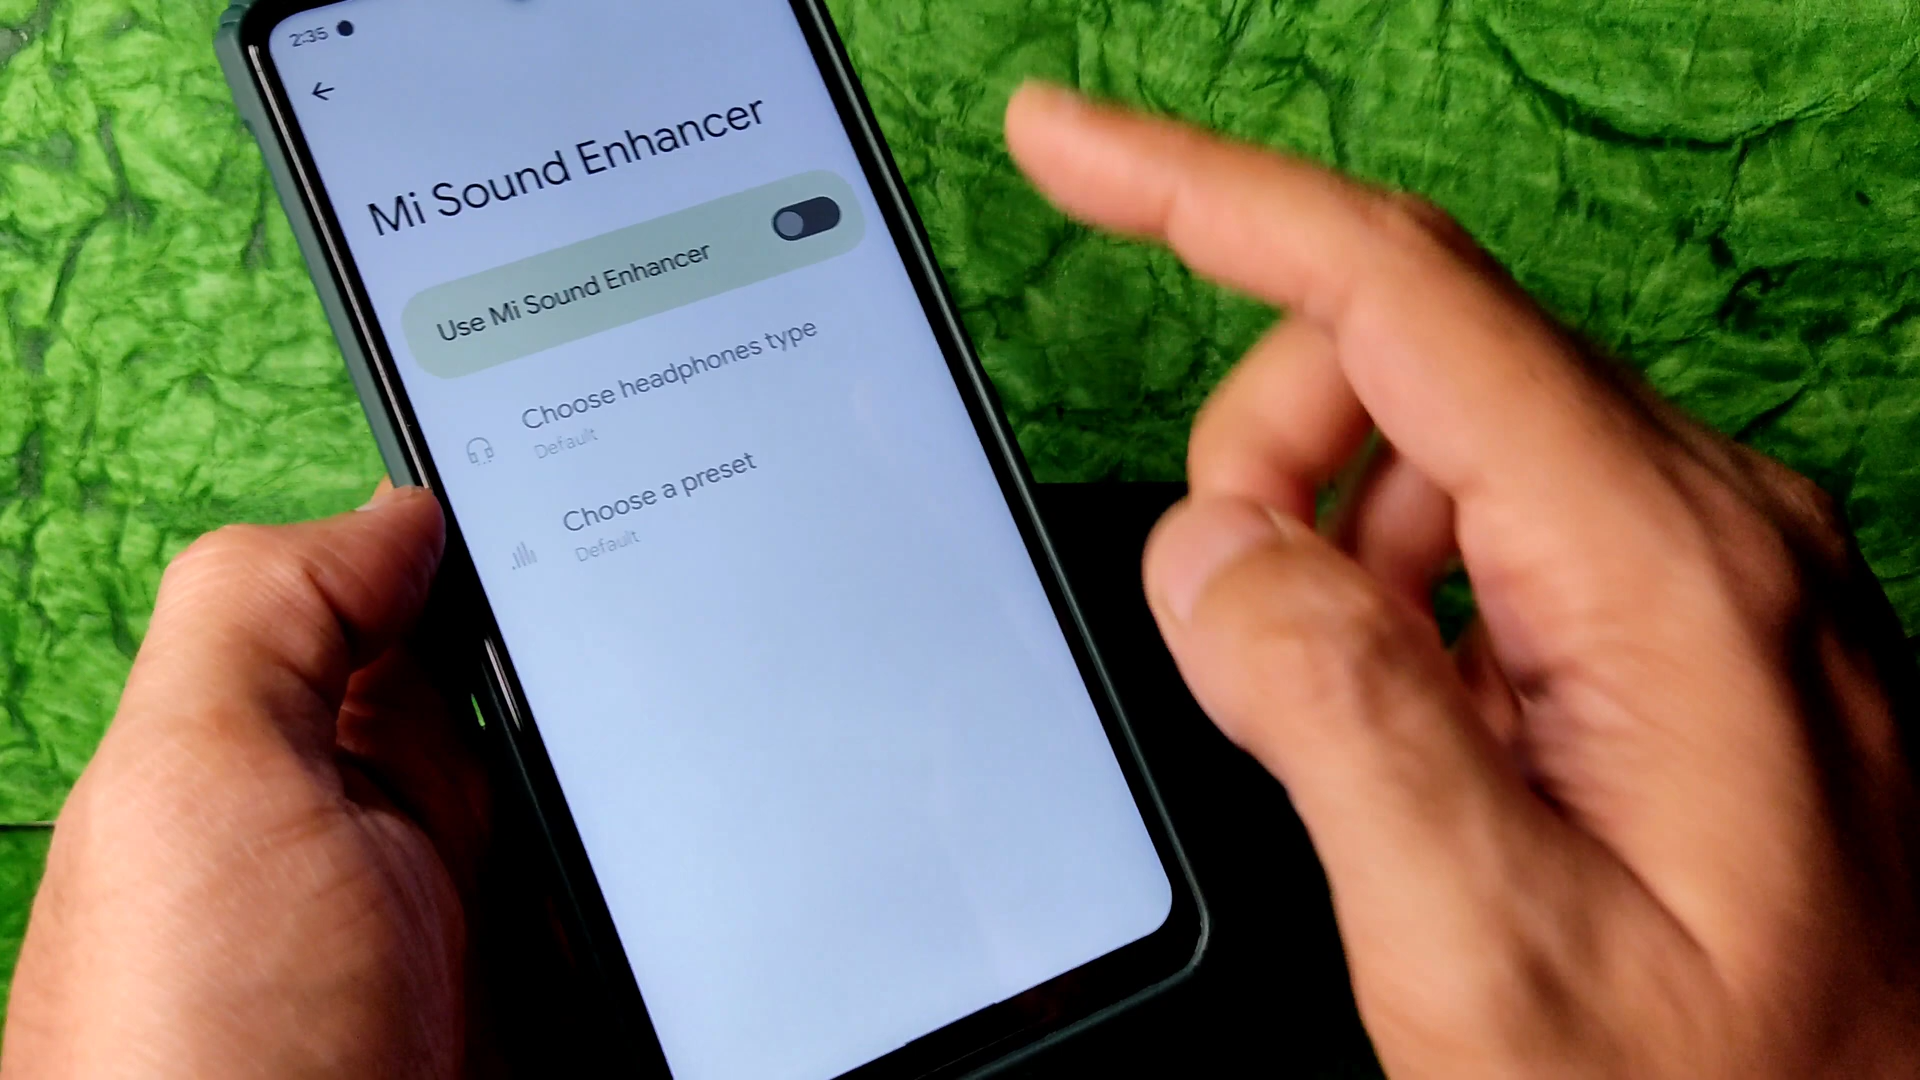 2:35
Mi Sound Enhancer
Use Mi Sound Enhancer
Choose headphones type
Default
Choose a preset
Default